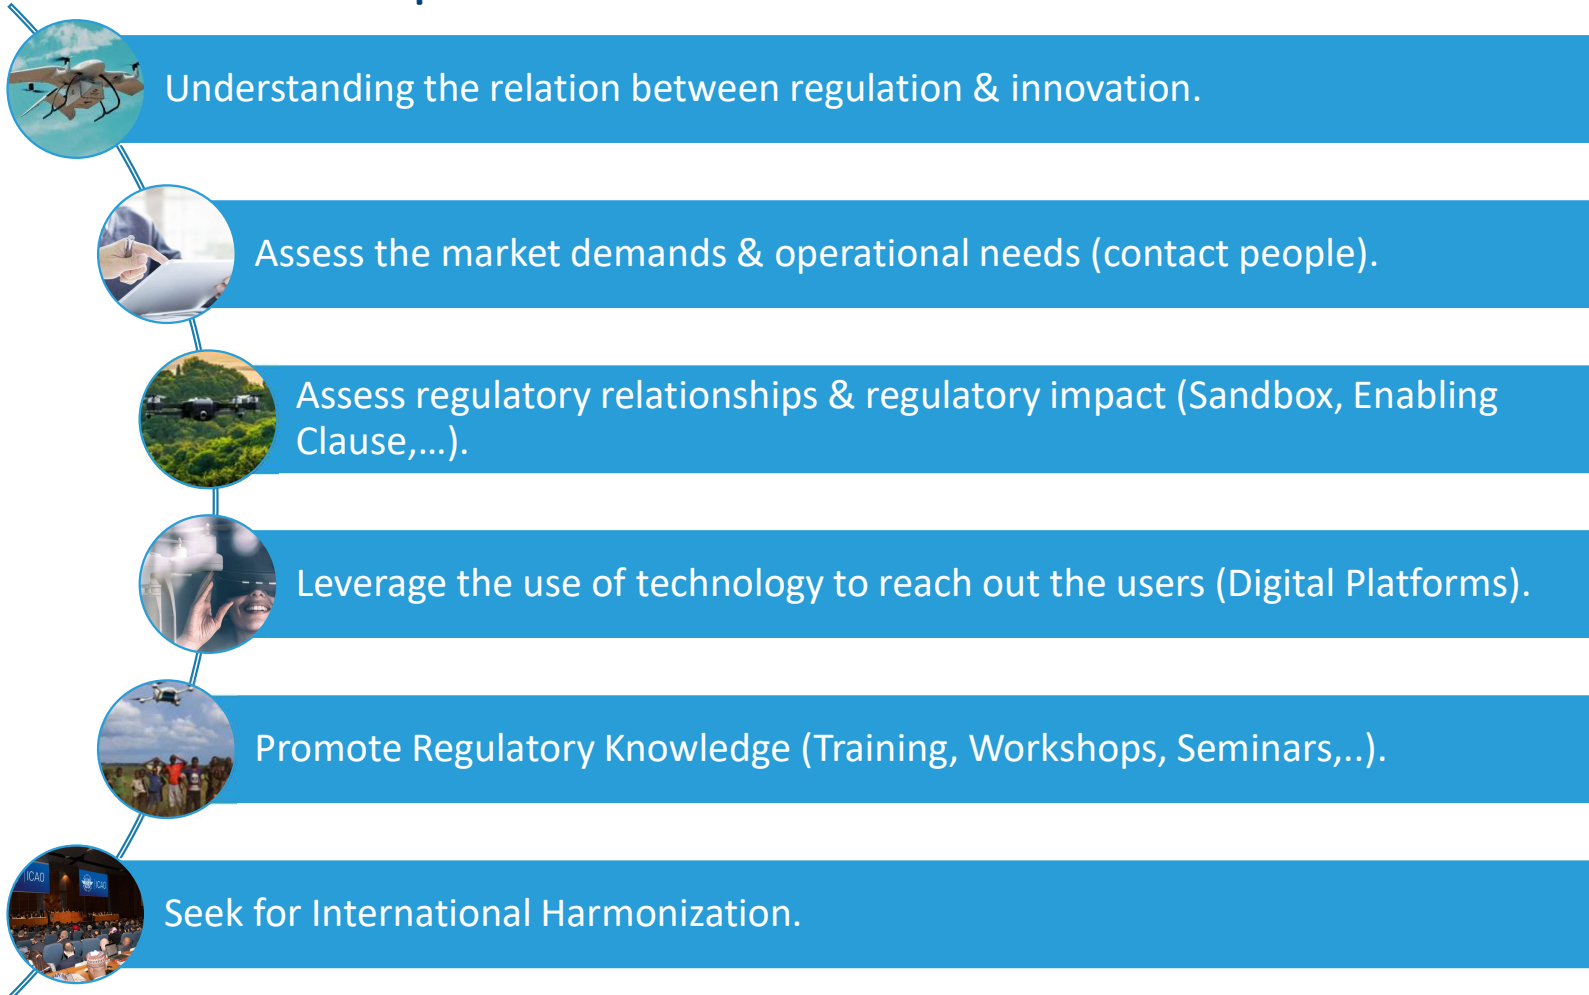 Understanding the relation between regulation & innovation.
Assess the market demands & operational needs (contact people).
Assess regulatory relationships & regulatory impact (Sandbox, Enabling
Clause,...).
Leverage the use of technology to reach out the users (Digital Platforms).
Promote Regulatory Knowledge (Training, Workshops, Seminars,..).
ICAO
ICAO
Seek for International Harmonization.